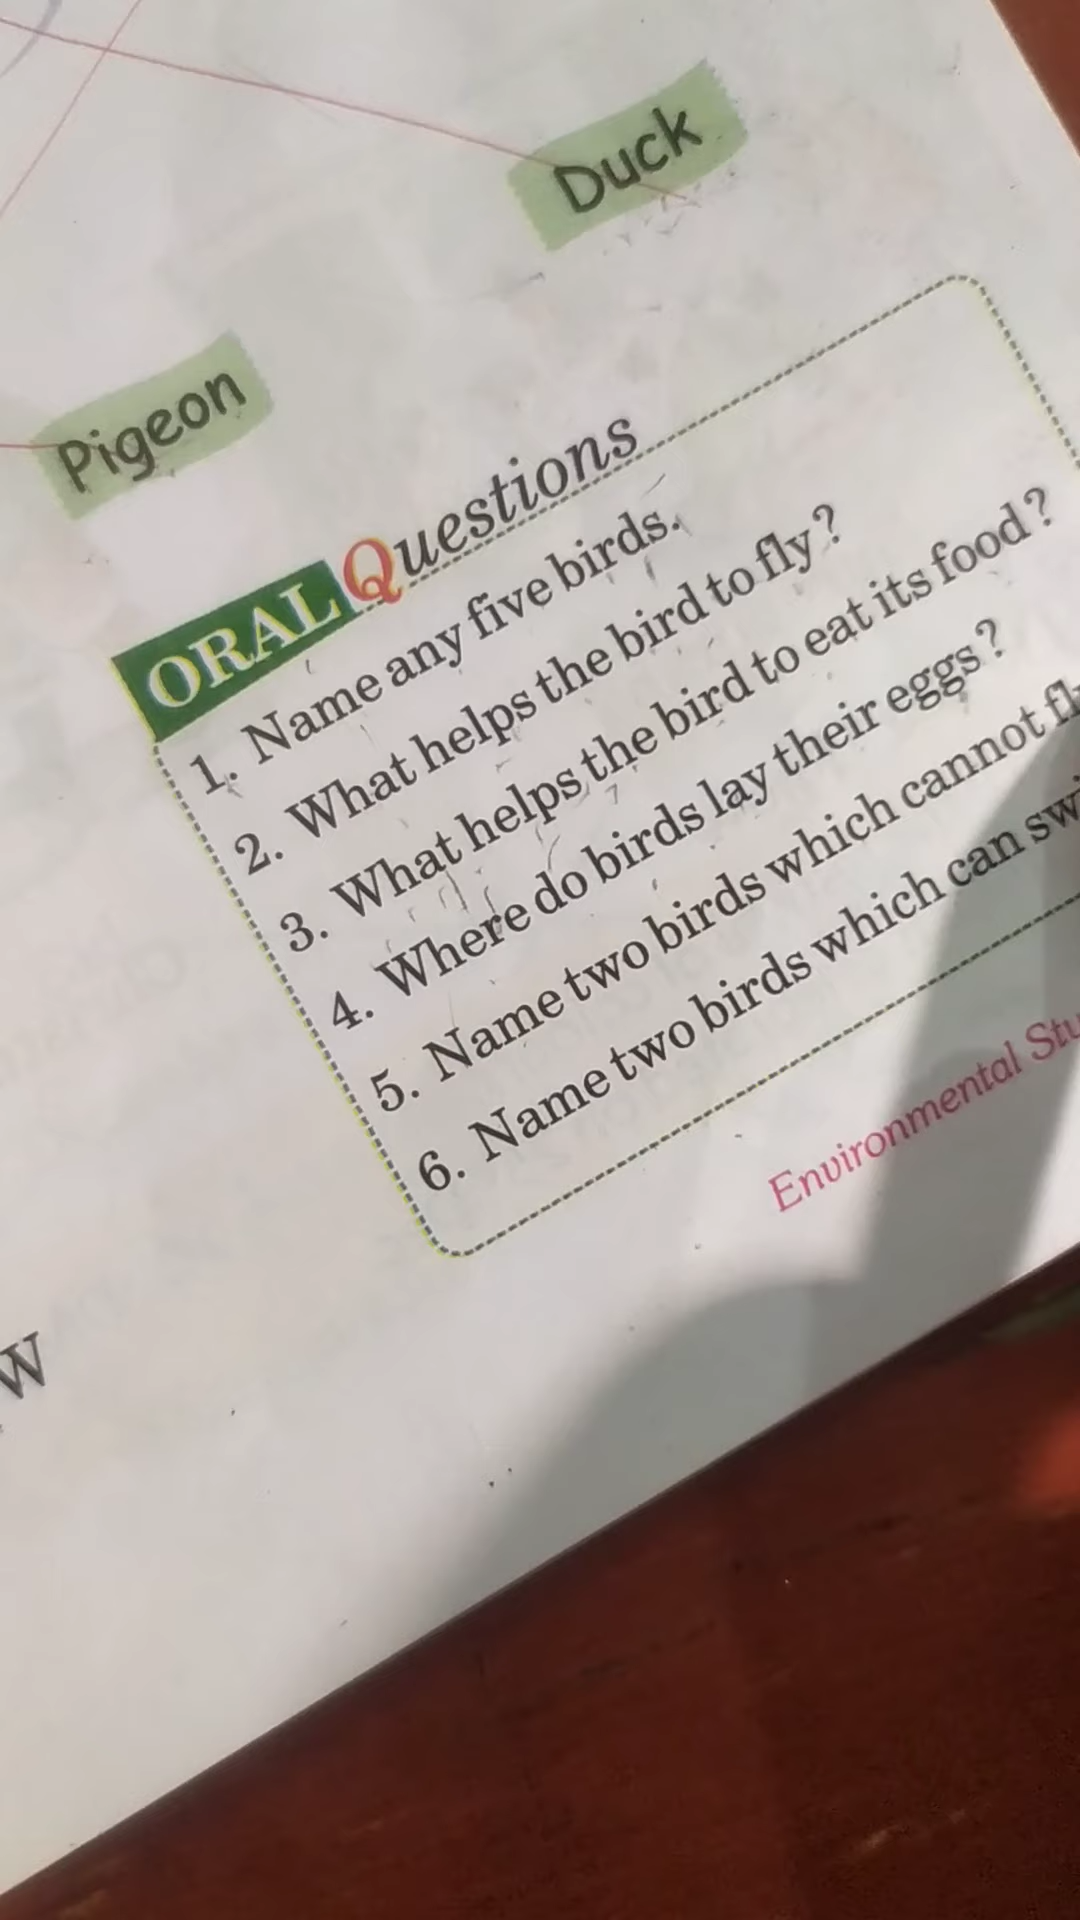 Duck
Pigeon
ORAL Questions
1. Name any five birds.
2. What helps the bird to fly?
3. What helps the bird to eat its food?
4. Where do birds lay their eggs?
5. Name two birds which cannot
6. Name two birds which can
Environmental